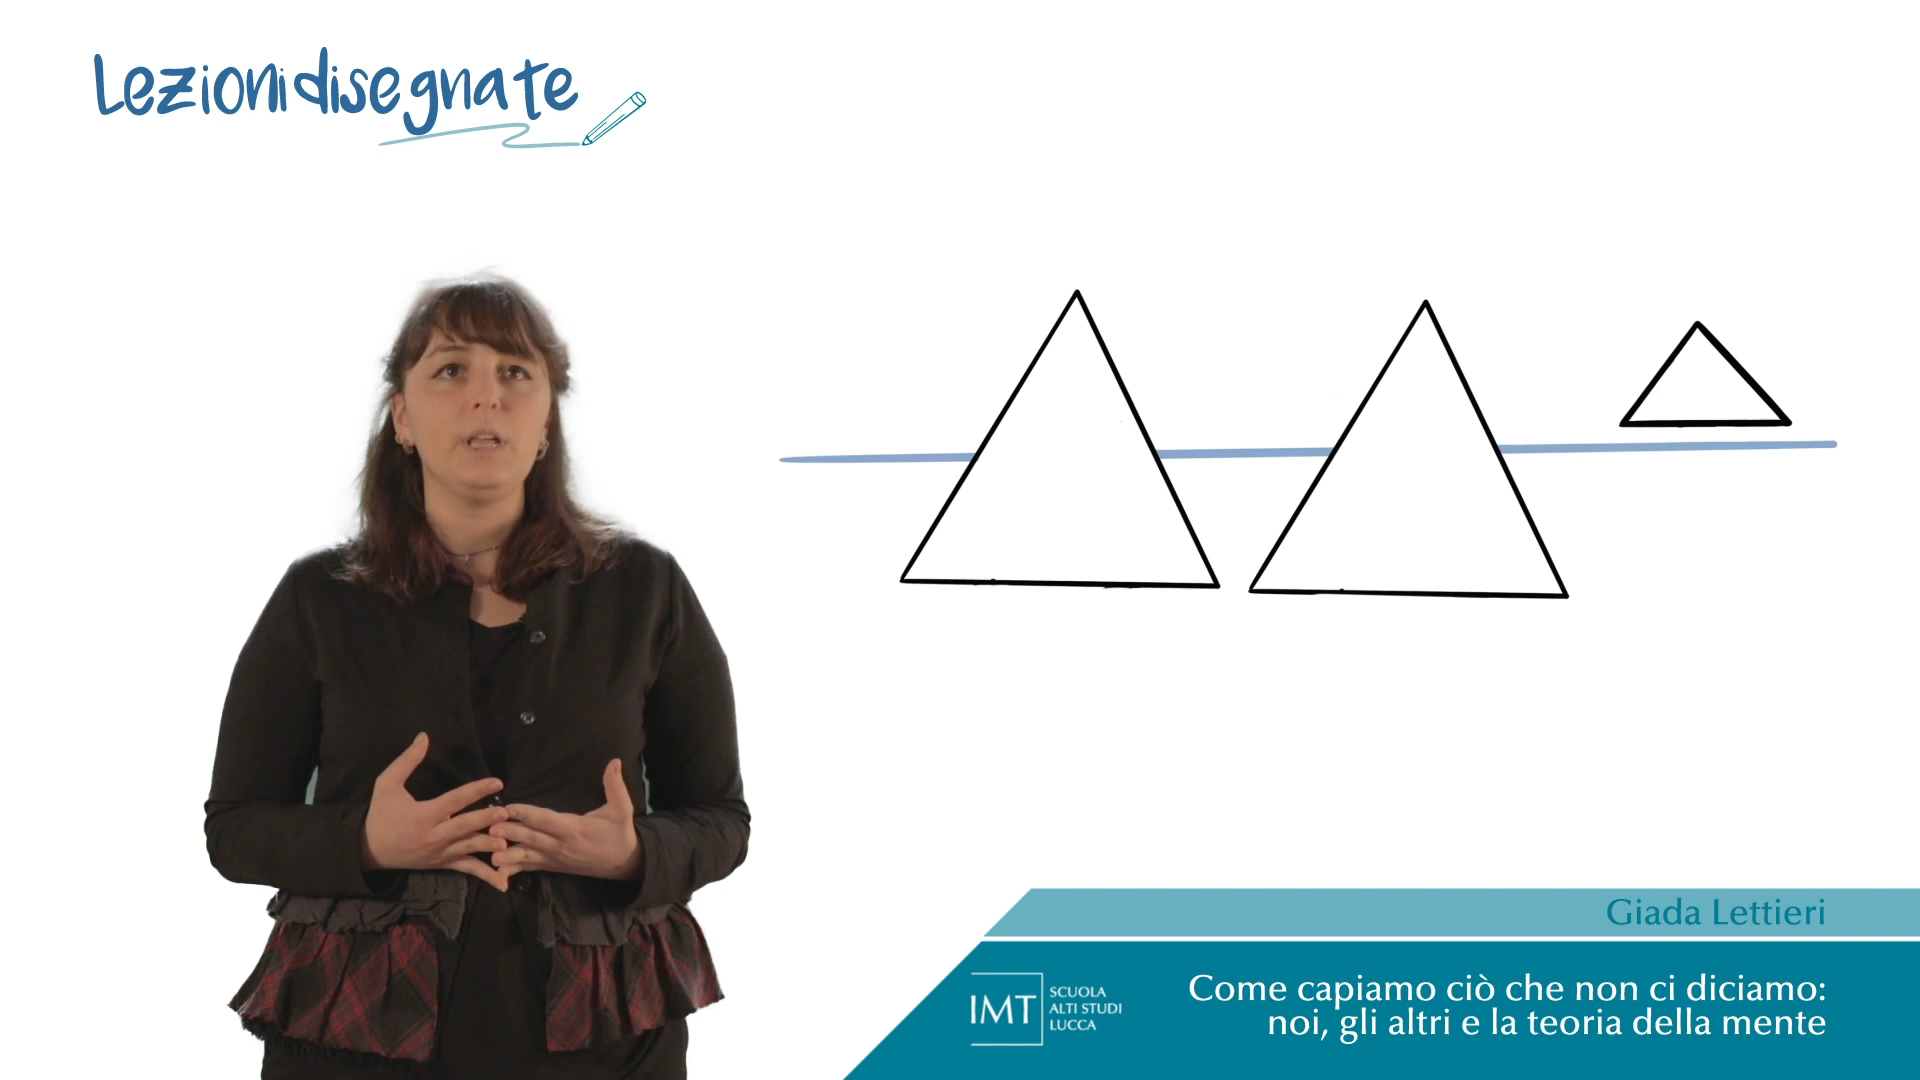 Lezionidisegnate
Giada Lettieri
IMT
SCUOLA
ALTI STUDI
LUCCA
Come capiamo ciò che non ci diciamo:
noi, gli altri e la teoria della mente